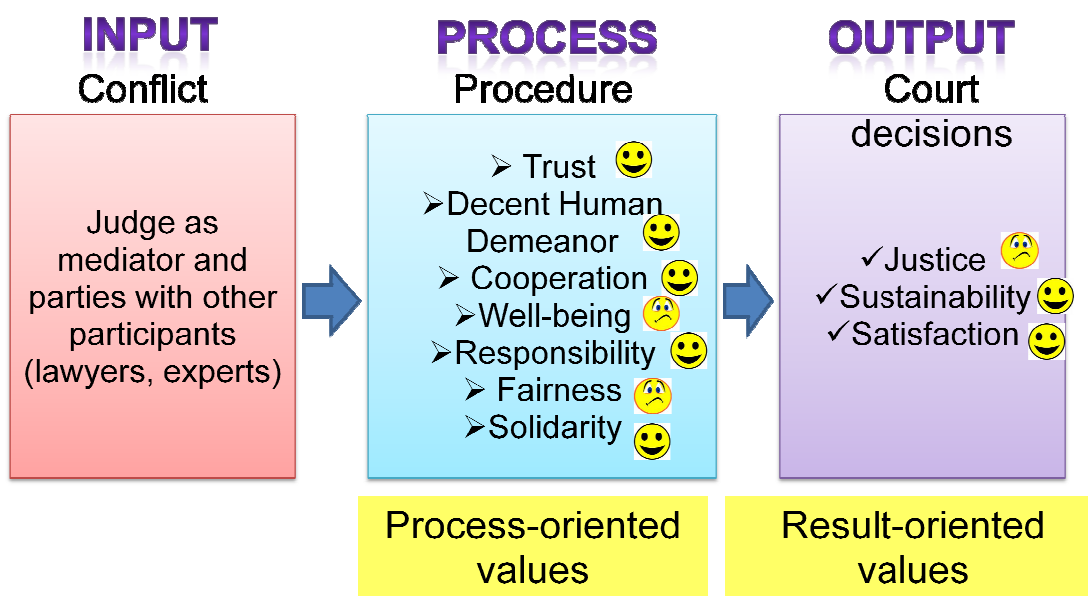 INPUT
Conflict
Judge as
mediator and
parties with other
participants
(lawyers, experts)
PROCESS
Procedure
➢ Trust
➢Decent Human
Demeanor
➢ Cooperation
➢Well-being
➢Responsibility
➢ Fairness
➢Solidarity
Process-oriented
values
OUTPUT
Court
decisions
✓Justice
✓Sustainability
✓Satisfaction
Result-oriented
values